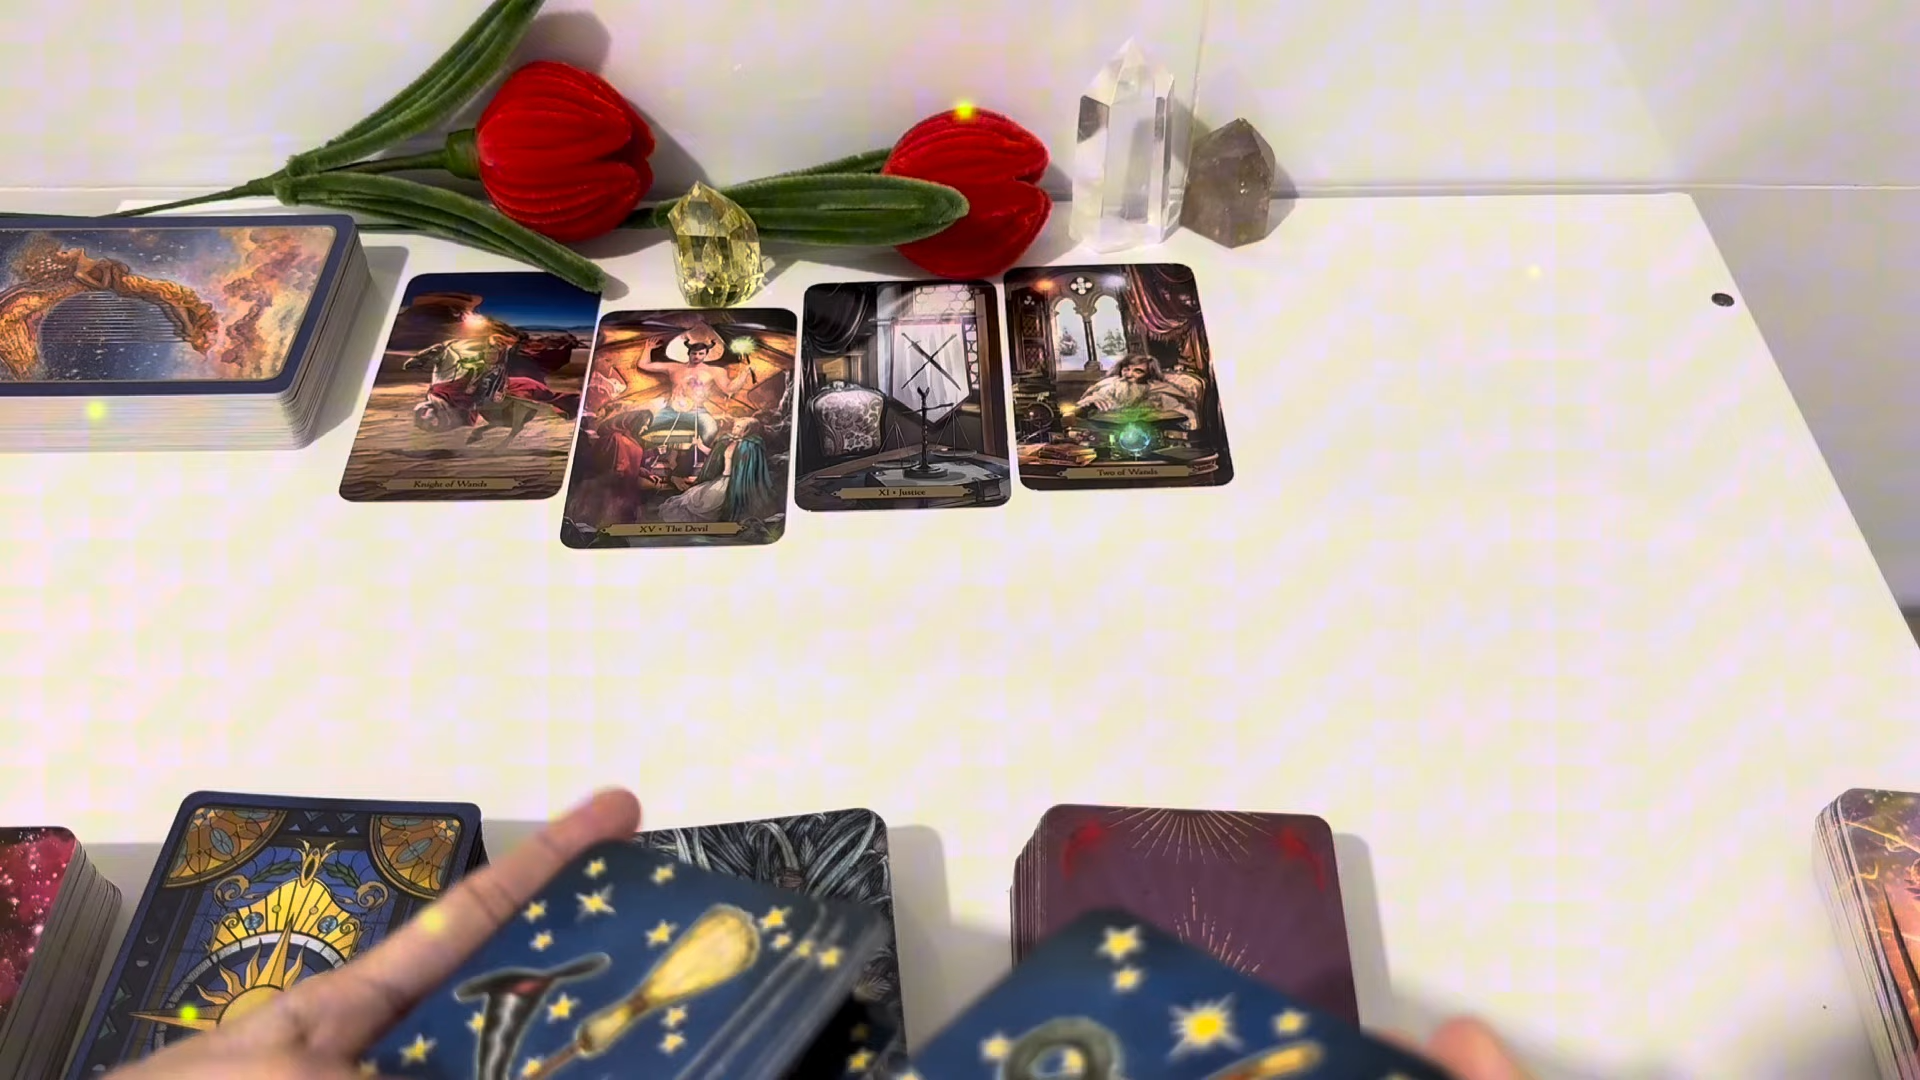 Knight of Wands
XV • The Devil
XI • Justice
Two of Wands